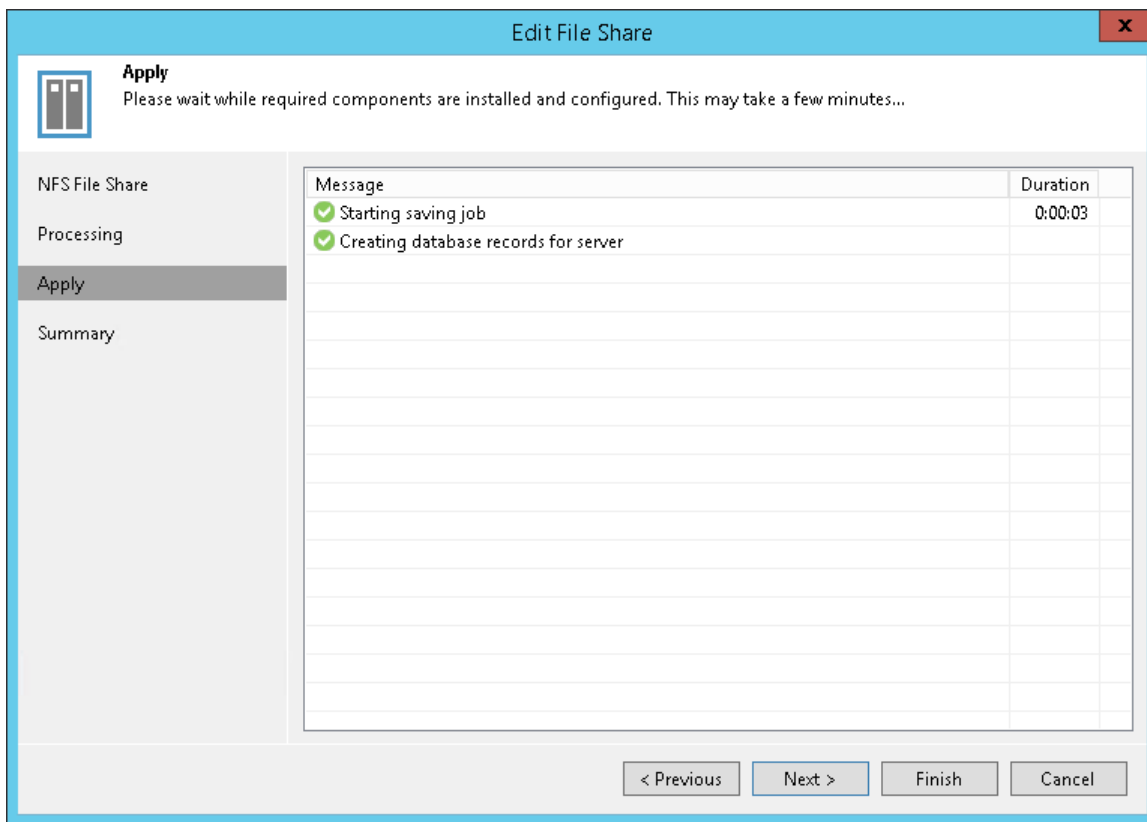 Edit File Share
x
Apply
Please wait while required components are installed and configured. This may take a few minutes...
NFS File Share
Processing
Apply
Summary
Message Duration
Starting saving job 0:00:03
Creating database records for server
< Previous Next > Finish Cancel